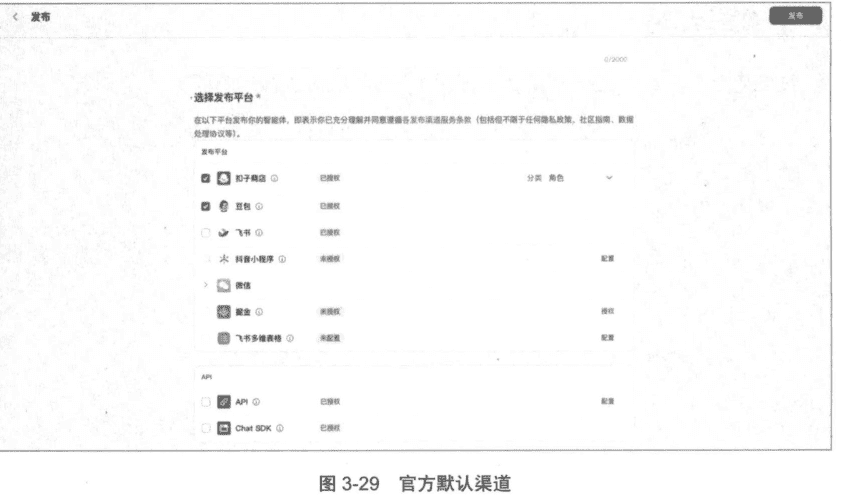 < 发布
发布
0/2000
·选择发布平台*
在以下平台发布你的智能体，即表示你已充分理解并同意遵循各发布渠道服务条款（包括但不限于任何隐私政策、社区指南、数据
处理协议等）。
发布平台
扣子商店 已授权 分类 角色
豆包 已授权
飞书 已授权
抖音小程序 未授权 配置
微信
掘金 未授权 授权
飞书多维表格 未配置 配置
API
API 已授权 配置
Chat SDK 已授权
图 3-29 官方默认渠道